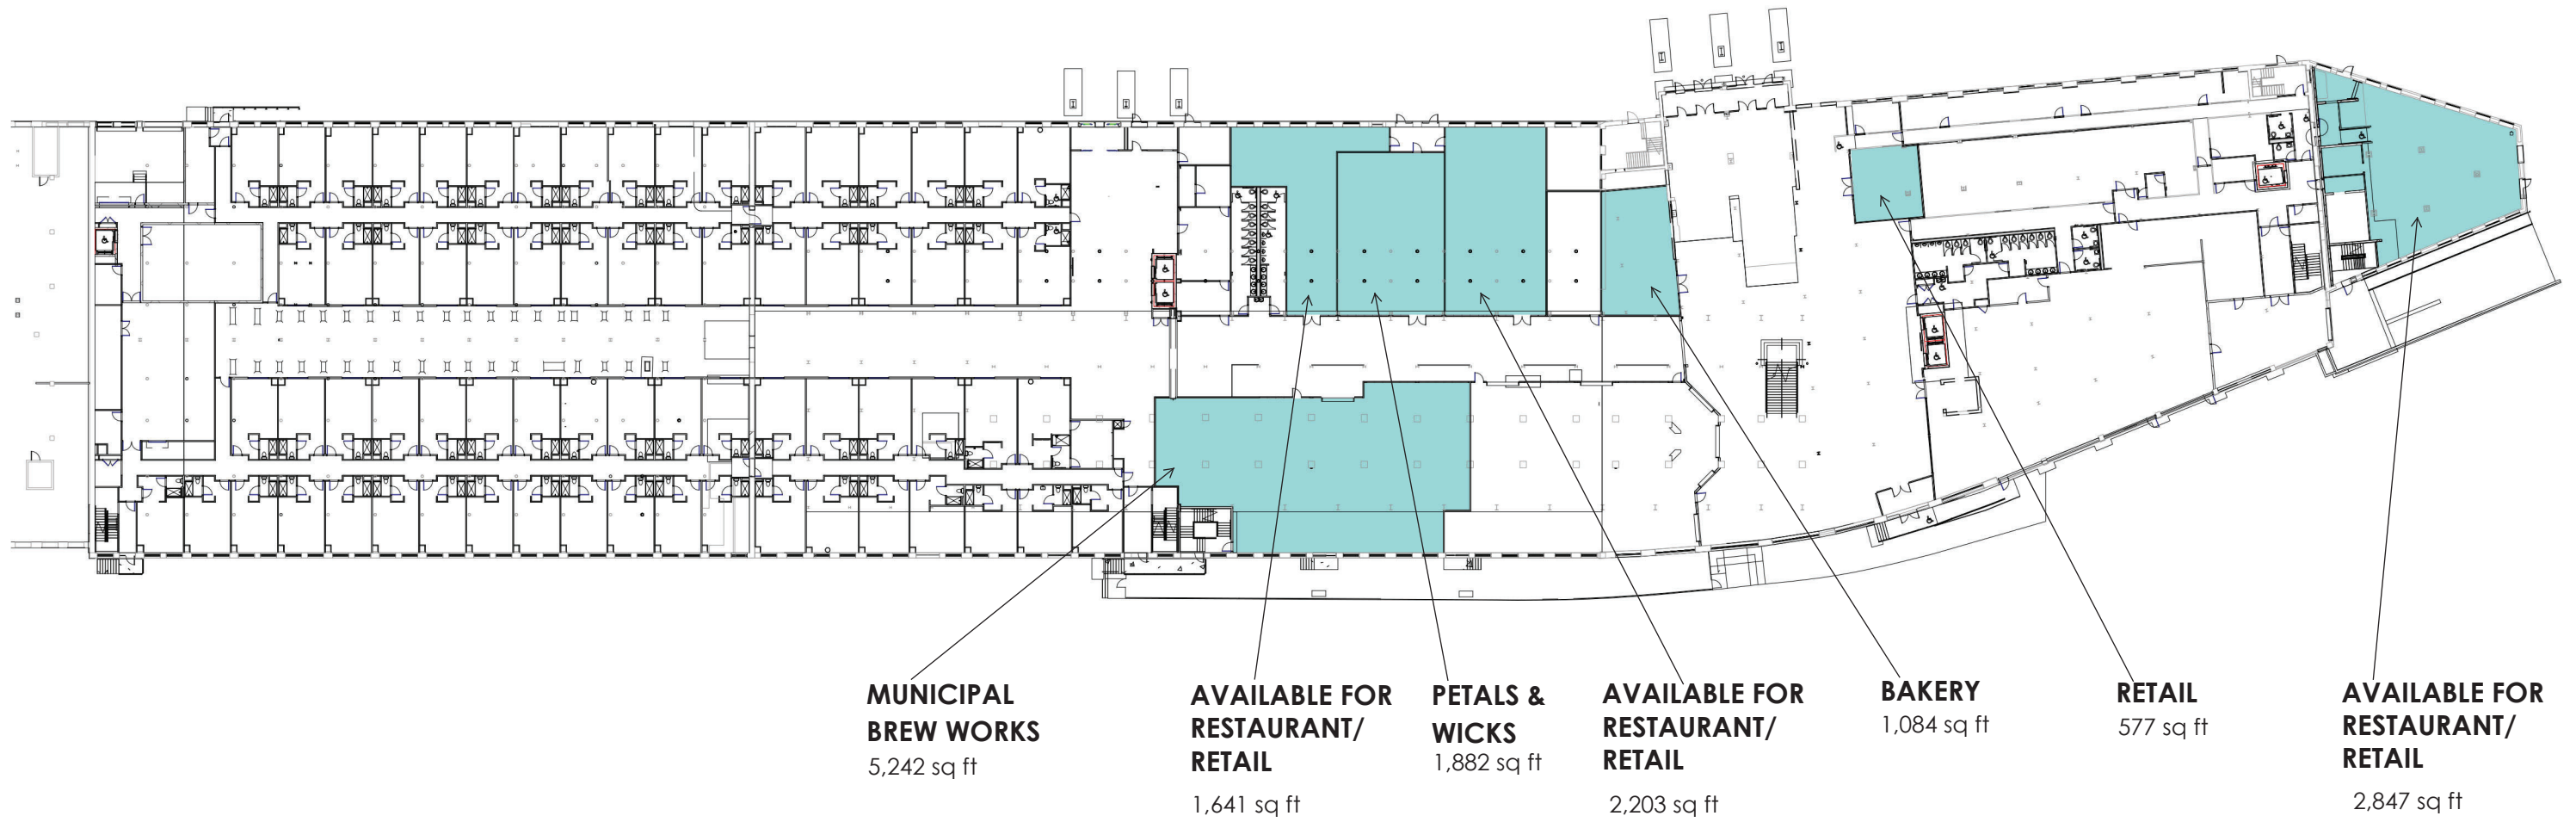 MUNICIPAL
BREW WORKS
5,242 sq ft
AVAILABLE FOR
RESTAURANT/
RETAIL
1,641 sq ft
PETALS &
WICKS
1,882 sq ft
AVAILABLE FOR
RESTAURANT/
RETAIL
2,203 sq ft
BAKERY
1,084 sq ft
RETAIL
577 sq ft
AVAILABLE FOR
RESTAURANT/
RETAIL
2,847 sq ft